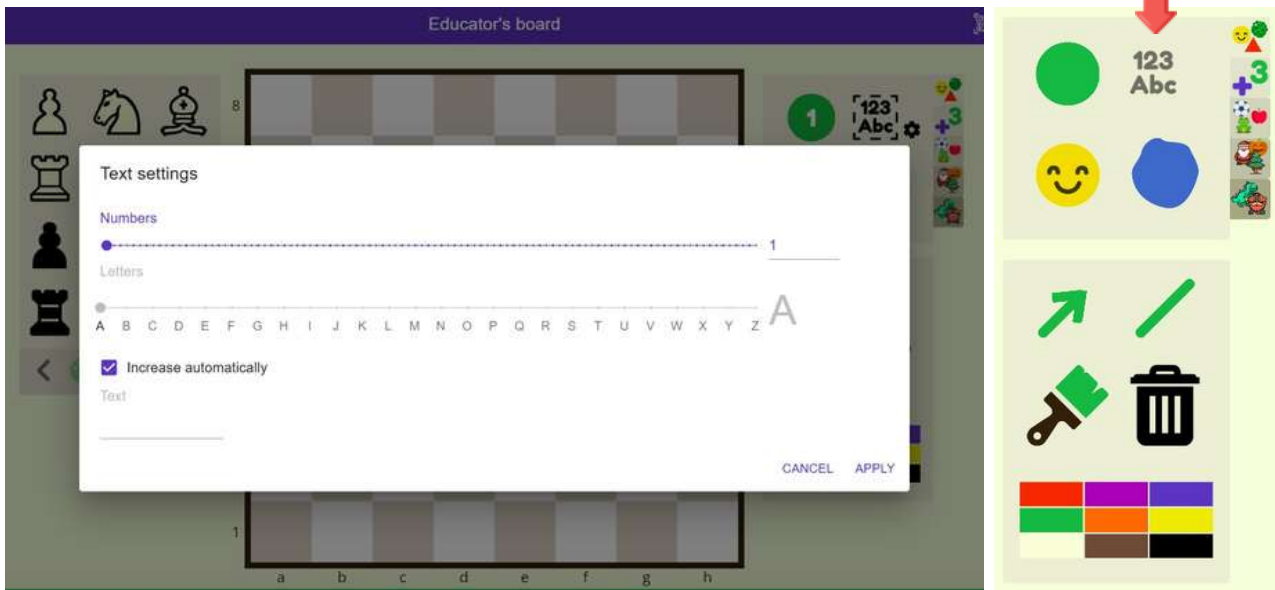 Educator's board
8
1
123
Abc
3
Text settings
Numbers
1
Letters
A B C D E F G H I J K L M N O P Q R S T U V W X Y Z
A
Increase automatically
Text
CANCEL APPLY
1
a b c d e f g h
123
Abc
3